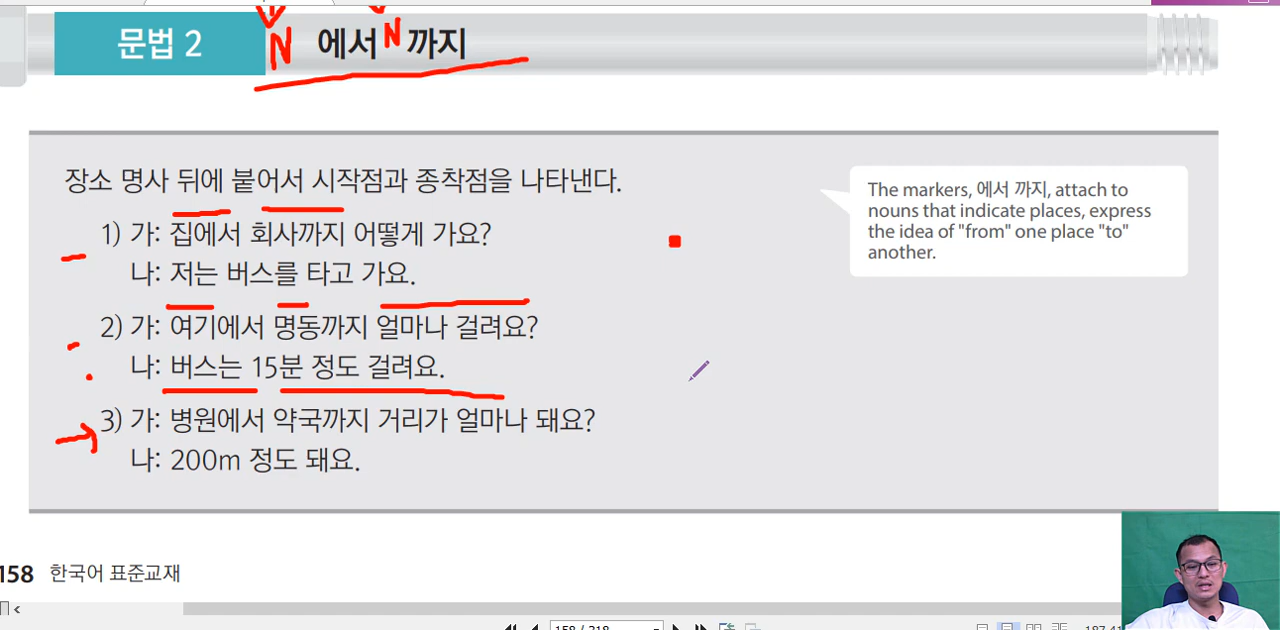 문법 2 N 에서 N 까지
장소 명사 뒤에 붙어서 시작점과 종착점을 나타낸다.
1) 가: 집에서 회사까지 어떻게 가요?
나: 저는 버스를 타고 가요.
2) 가: 여기에서 명동까지 얼마나 걸려요?
나: 버스는 15분 정도 걸려요.
3) 가: 병원에서 약국까지 거리가 얼마나 돼요?
나: 200m 정도 돼요.
The markers, 에서 까지, attach to
nouns that indicate places, express
the idea of "from" one place "to"
another.
158 한국어 표준교재
158 / 318